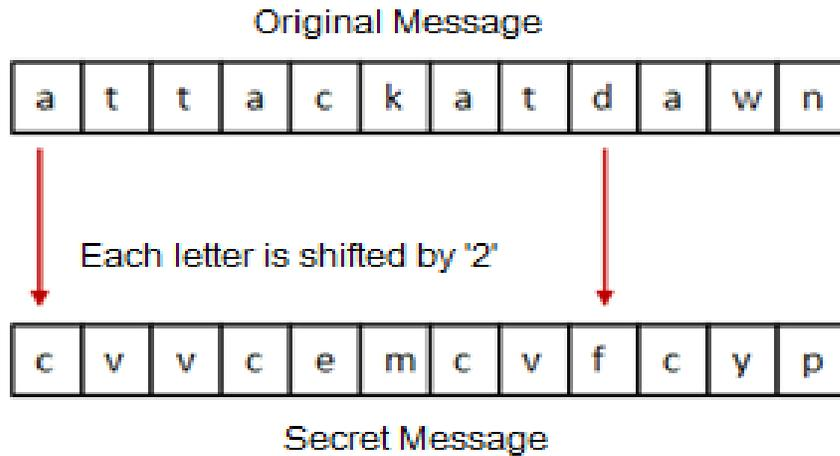 Original Message
a t t a c k a t d a w n
Each letter is shifted by '2'
c v v c e m c v f c y p
Secret Message